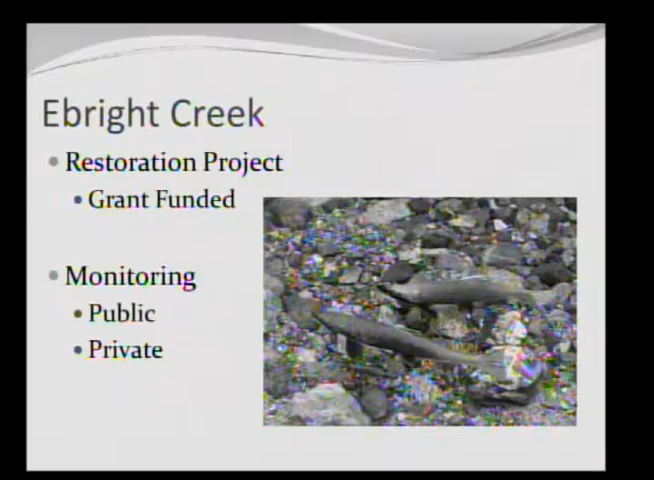 Ebright Creek
Restoration Project
Grant Funded
Monitoring
Public
Private